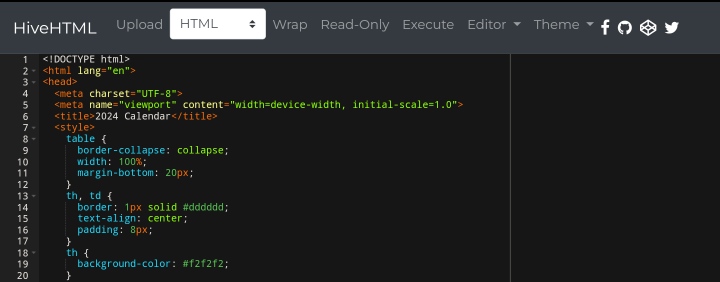 HiveHTML Upload HTML Wrap Read-Only Execute Editor Theme
1 <!DOCTYPE html>
2 <html lang="en">
3 <head>
4 <meta charset="UTF-8">
5 <meta name="viewport" content="width=device-width, initial-scale=1.0">
6 <title>2024 Calendar</title>
7 <style>
8 table {
9 border-collapse: collapse;
10 width: 100%;
11 margin-bottom: 20px;
12 }
13 th, td {
14 border: 1px solid #dddddd;
15 text-align: center;
16 padding: 8px;
17 }
18 th {
19 background-color: #f2f2f2;
20 }